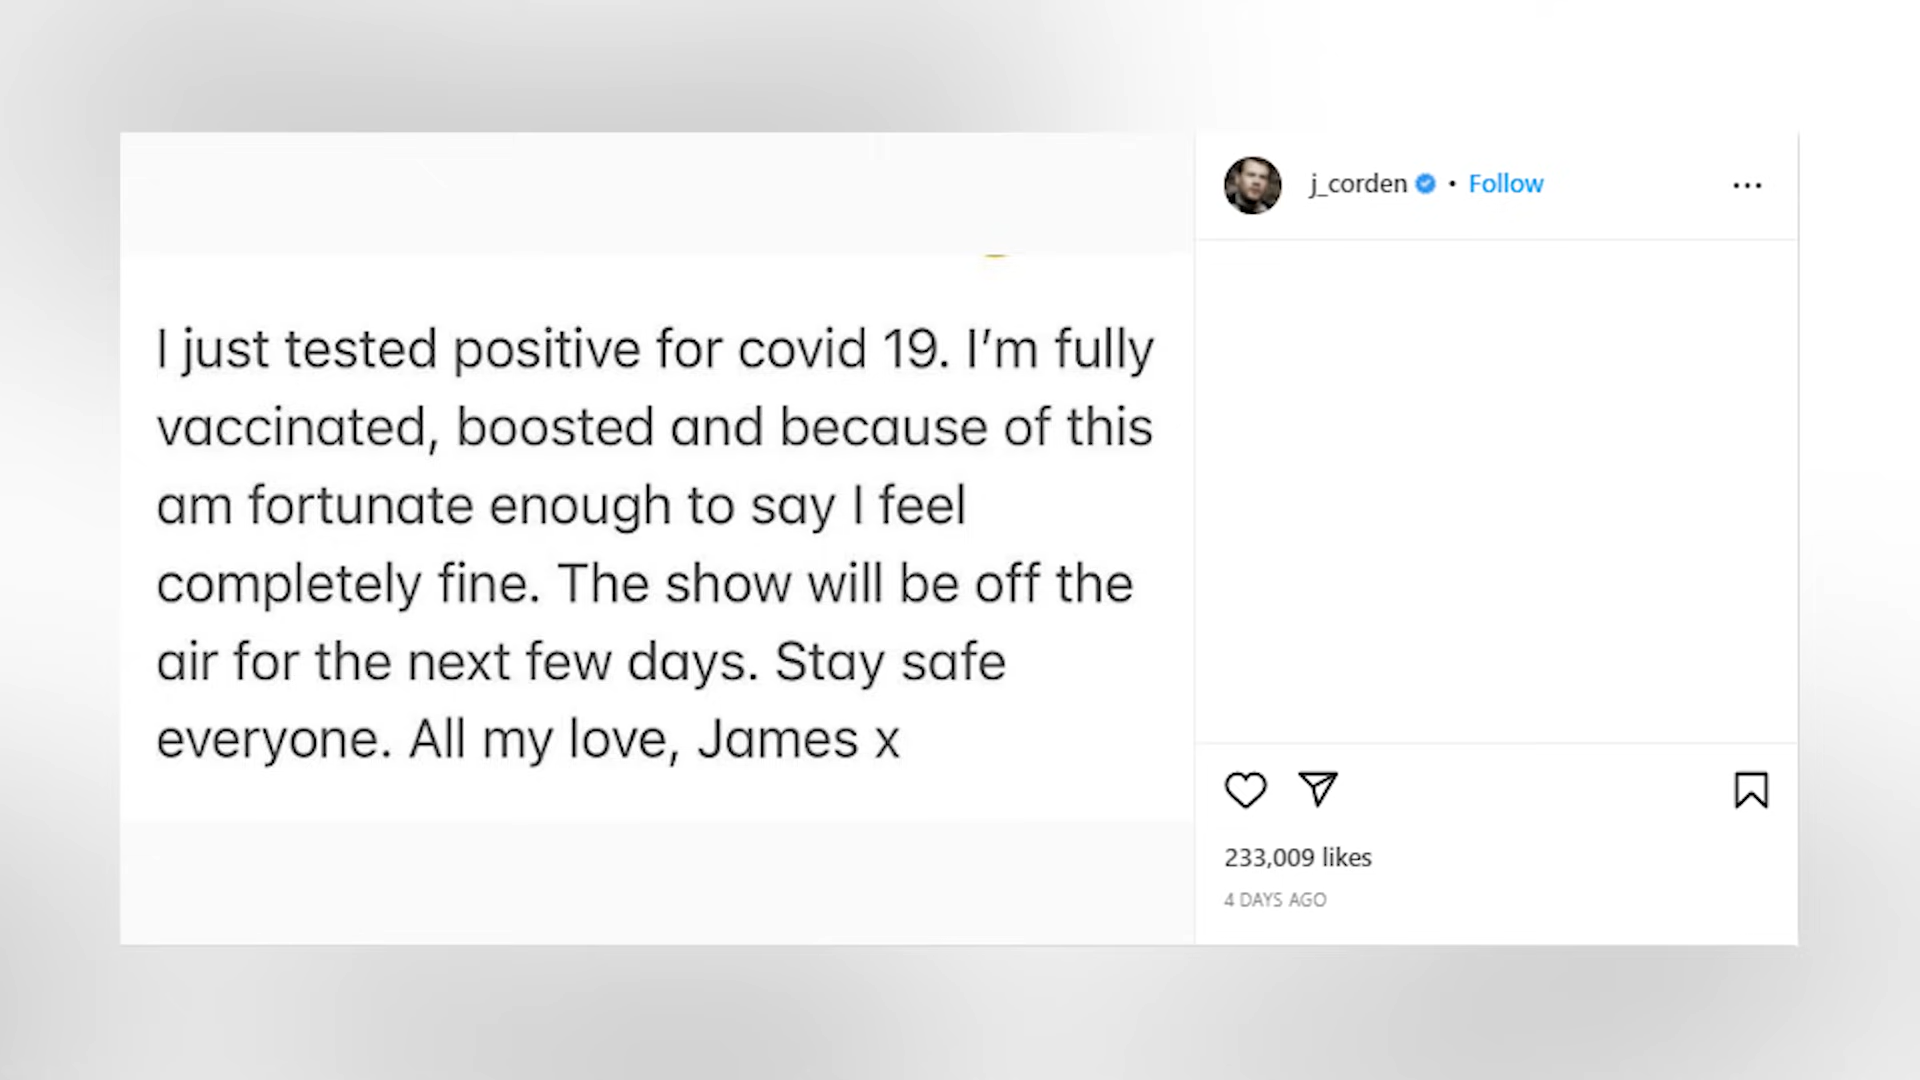 I just tested positive for covid 19. I'm fully
vaccinated, boosted and because of this
am fortunate enough to say I feel
completely fine. The show will be off the
air for the next few days. Stay safe
everyone. All my love, James x
j_corden • Follow
233,009 likes
4 DAYS AGO